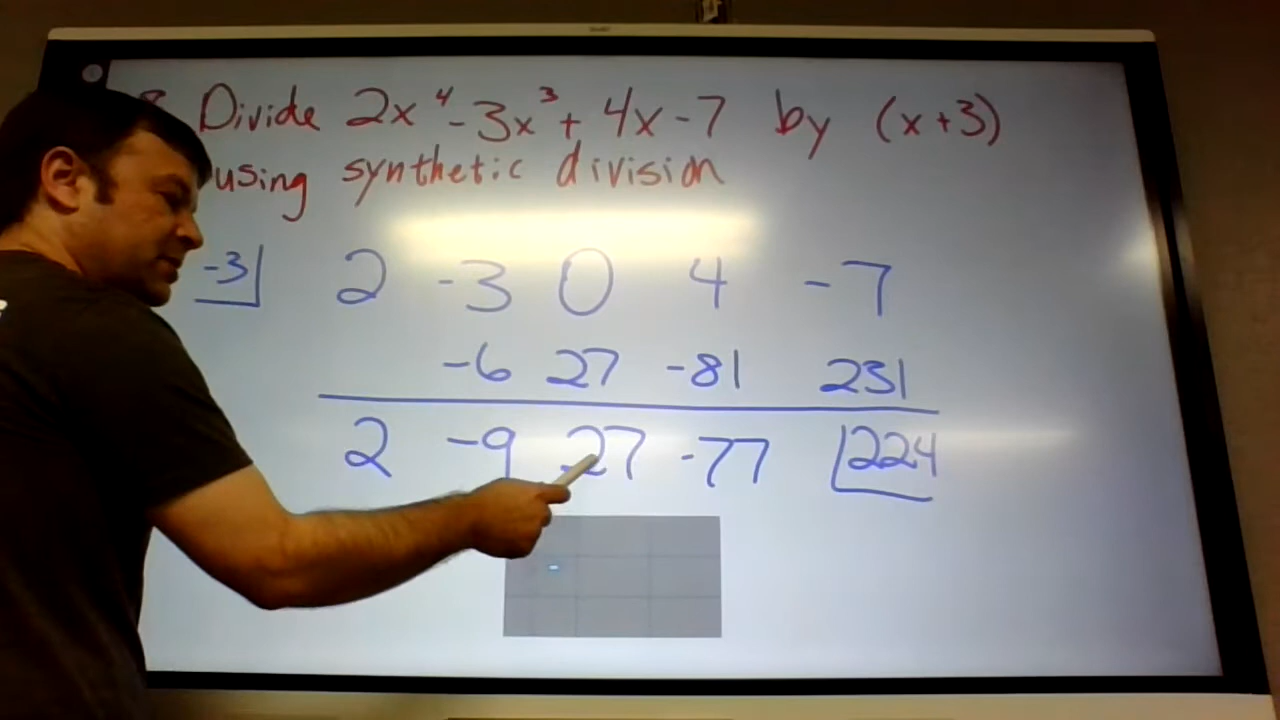 Divide 2x⁴ - 3x³ + 4x - 7 by (x+3)
using synthetic division
-3 2 -3 0 4 -7
-6 27 -81 231
2 -9 27 -77 224